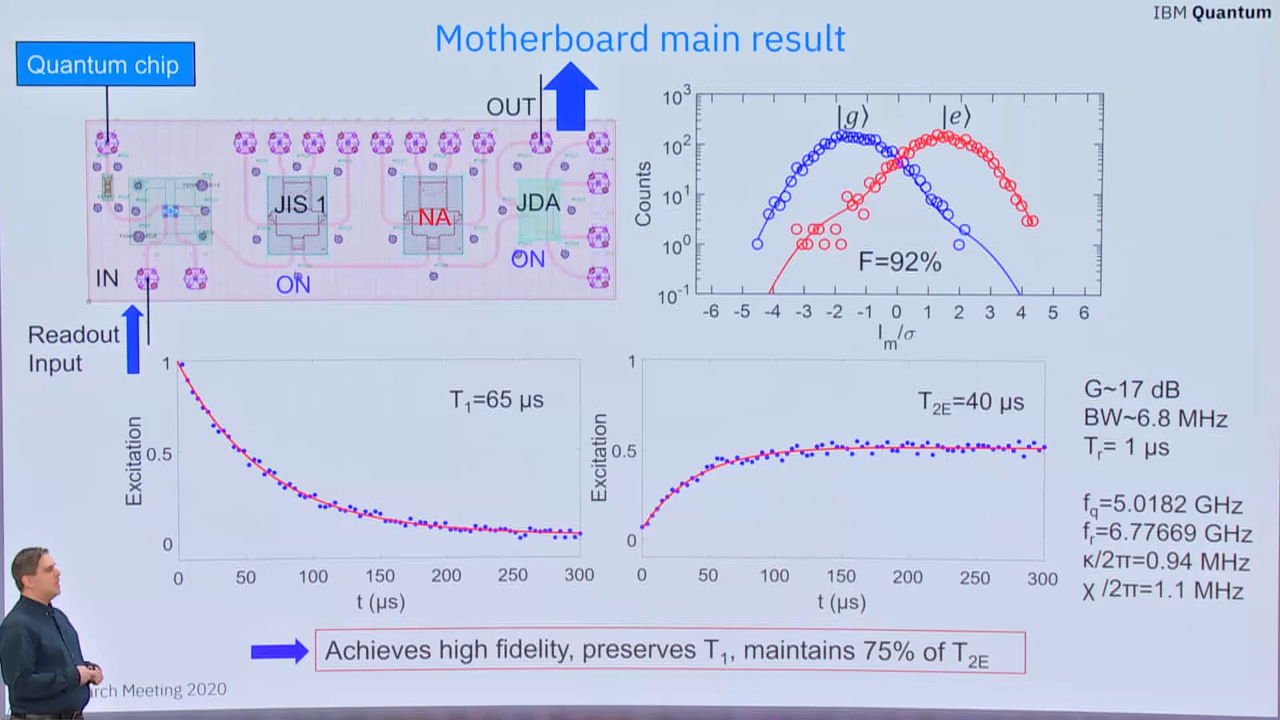 IBM Quantum
Motherboard main result
Quantum chip
OUT
JIS 1
NA
JDA
IN
ON
ON
Readout
Input
10³
10²
10¹
10⁰
10⁻¹
Counts
|g⟩
|e⟩
F=92%
-6 -5 -4 -3 -2 -1 0 1 2 3 4 5 6
Iₘ/σ
1
0.5
0
Excitation
T₁=65 µs
0 50 100 150 200 250 300
t (µs)
1
0.5
0
Excitation
T2E=40 µs
0 50 100 150 200 250 300
t (µs)
G~17 dB
BW~6.8 MHz
Tr= 1 µs
fq=5.0182 GHz
fr=6.77669 GHz
κ/2π=0.94 MHz
χ /2π=1.1 MHz
Achieves high fidelity, preserves T₁, maintains 75% of T2E
rch Meeting 2020